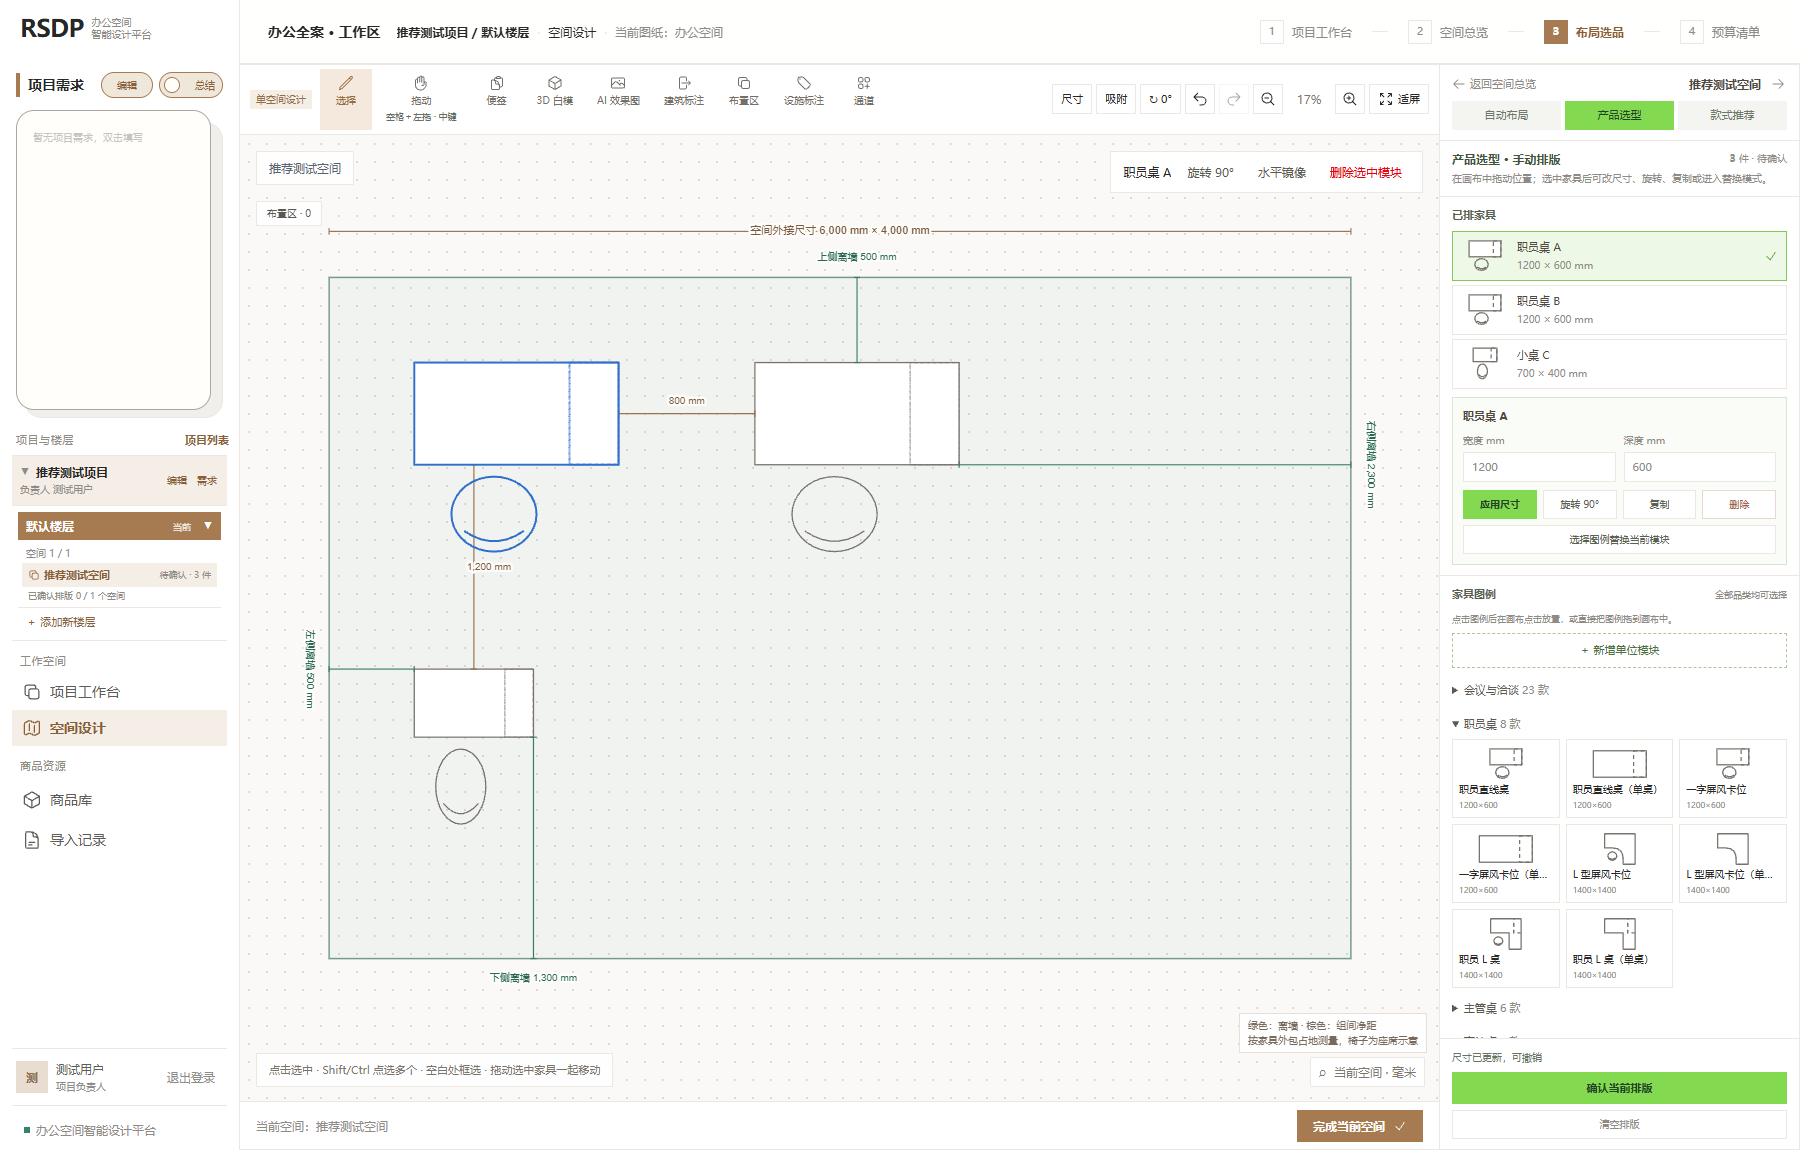 RSDP 办公空间
智能设计平台
项目需求 编辑 总结
暂无项目需求，双击填写
项目与楼层 项目列表
▼ 推荐测试项目 编辑 需求
负责人 测试用户
默认楼层 当前 ▼
空间 1 / 1
推荐测试空间 待确认 · 3 件
已确认排版 0 / 1 个空间
+ 添加新楼层
工作空间
项目工作台
空间设计
商品资源
商品库
导入记录
测 测试用户
项目负责人
退出登录
办公空间智能设计平台
办公全案 • 工作区 推荐测试项目 / 默认楼层 · 空间设计 · 当前图纸：办公空间
1 项目工作台 2 空间总览 3 布局选品 4 预算清单
单空间设计 选择 拖动 便签 3D 白模 AI 效果图 建筑标注 布置区 设施标注 通道
空格 + 左拖 · 中键
尺寸 吸附 ↻ 0° 17% 适屏
推荐测试空间
职员桌 A 旋转 90° 水平镜像 删除选中模块
布置区 · 0
空间外接尺寸 6,000 mm × 4,000 mm
上侧离墙 500 mm
800 mm
右侧离墙 2,300 mm
1,200 mm
左侧离墙 500 mm
下侧离墙 1,300 mm
绿色：离墙 · 棕色：组间净距
按家具外包占地测量，椅子为座席示意
点击选中 · Shift/Ctrl 点选多个 · 空白处框选 · 拖动选中家具一起移动
当前空间 · 毫米
当前空间：推荐测试空间
完成当前空间 ✓
← 返回空间总览 推荐测试空间 →
自动布局 产品选型 款式推荐
产品选型 • 手动排版 3 件 · 待确认
在画布中拖动位置；选中家具后可改尺寸、旋转、复制或进入替换模式。
已排家具
职员桌 A
1200 × 600 mm
职员桌 B
1200 × 600 mm
小桌 C
700 × 400 mm
职员桌 A
宽度 mm 深度 mm
1200 600
应用尺寸 旋转 90° 复制 删除
选择图例替换当前模块
家具图例 全部品类均可选择
点击图例后在画布点击放置，或直接把图例拖到画布中。
+ 新增单位模块
▶ 会议与洽谈 23 款
▼ 职员桌 8 款
职员直线桌 职员直线桌（单桌） 一字屏风卡位
1200×600 1200×600 1200×600
一字屏风卡位（单... L 型屏风卡位 L 型屏风卡位（单...
1200×600 1400×1400 1400×1400
职员 L 桌 职员 L 桌（单桌）
1400×1400 1400×1400
▶ 主管桌 6 款
尺寸已更新，可撤销
确认当前排版
清空排版